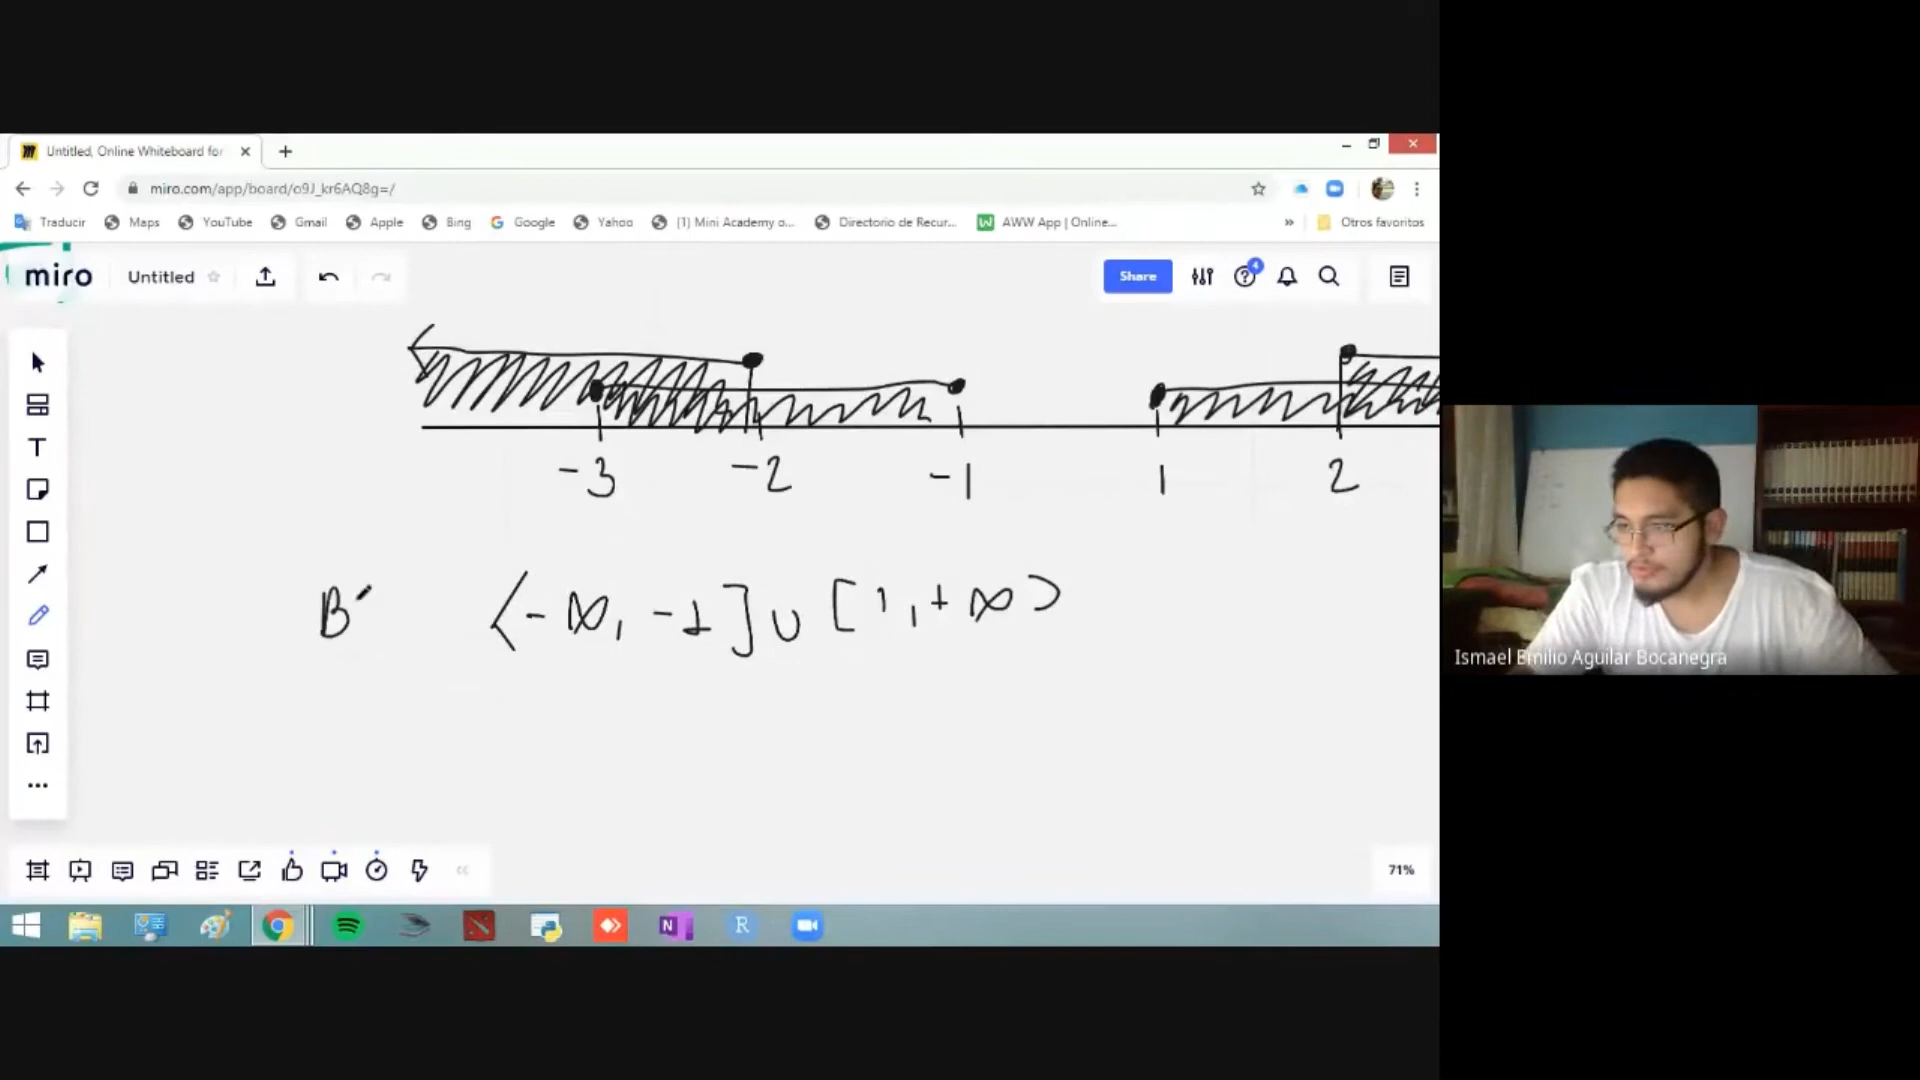 Untitled, Online Whiteboard for
miro.com/app/board/o9J_kr6AQ8g=/
Traducir Maps YouTube Gmail Apple Bing Google Yahoo (1) Mini Academy o... Directorio de Recur... AWW App | Online... » Otros favoritos
miro Untitled Share 4
-3 -2 -1 1 2
B' ⟨-∞, -1] ∪ [1, +∞⟩
Ismael Emilio Aguilar Bocanegra
71%